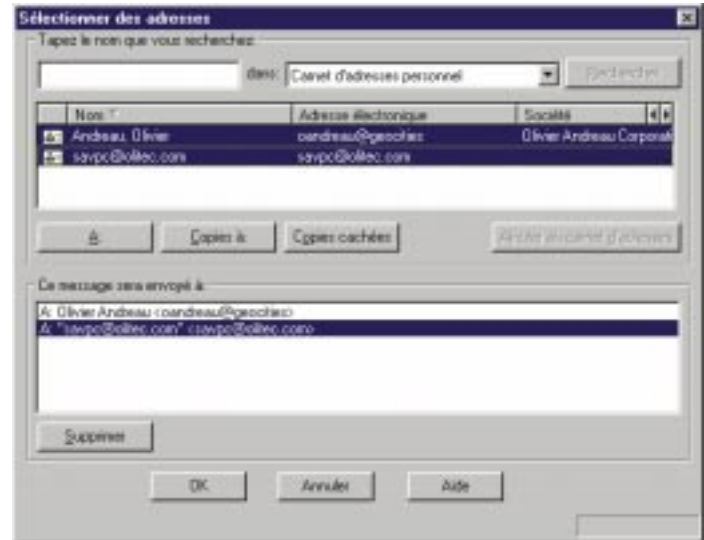 Sélectionner des adresses
Tapez le nom que vous recherchez:
dans: Carnet d'adresses personnel Rechercher
Nom Adresse électronique Société
Andreau, Olivier oandreau@geocities Olivier Andreau Corporati
savpc@olitec.com savpc@olitec.com
A: Copies à: Copies cachées Ajouter au carnet d'adresses
Ce message sera envoyé à:
A: Olivier Andreau <oandreau@geocities>
A: "savpc@olitec.com" <savpc@olitec.com>
Supprimer
OK Annuler Aide